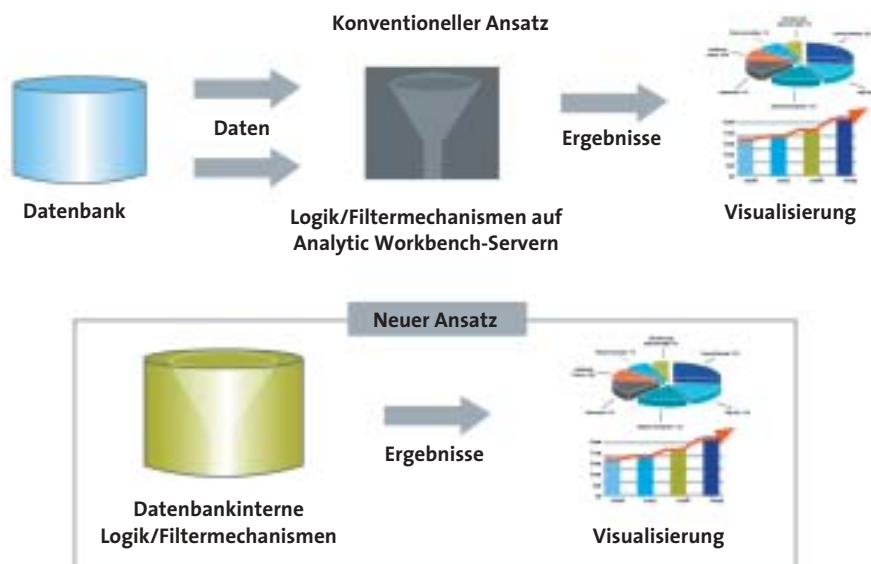 Konventioneller Ansatz
Daten
Ergebnisse
Datenbank
Logik/Filtermechanismen auf
Analytic Workbench-Servern
Visualisierung
Neuer Ansatz
Ergebnisse
Datenbankinterne
Logik/Filtermechanismen
Visualisierung